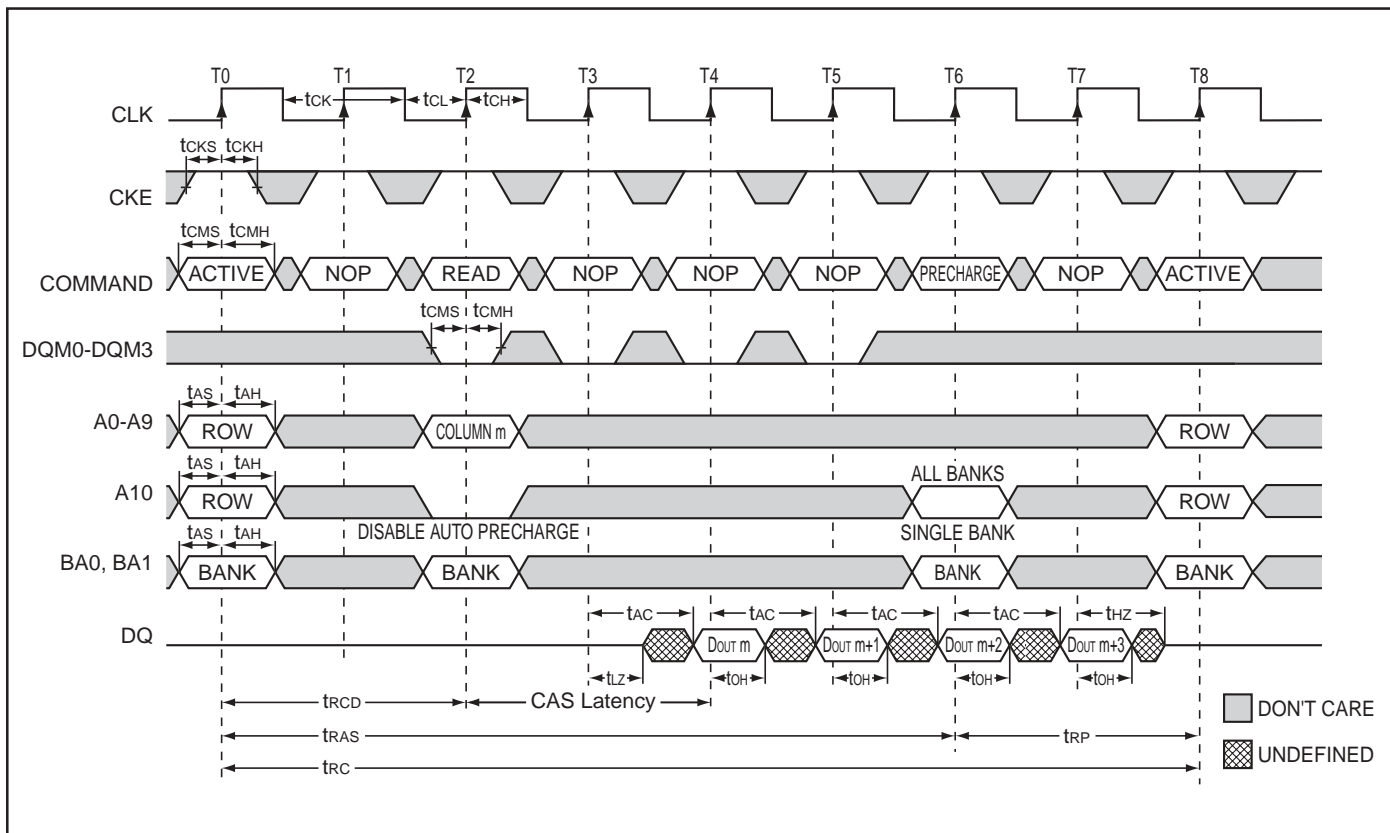 T0 T1 T2 T3 T4 T5 T6 T7 T8
CLK tCK tCL tCH
tCKS tCKH
CKE
tCMS tCMH
COMMAND ACTIVE NOP READ NOP NOP NOP PRECHARGE NOP ACTIVE
tCMS tCMH
DQM0-DQM3
tAS tAH
A0-A9 ROW COLUMN m ROW
tAS tAH ALL BANKS
A10 ROW ROW
DISABLE AUTO PRECHARGE SINGLE BANK
tAS tAH
BA0, BA1 BANK BANK BANK BANK
tAC tAC tAC tAC tHZ
DQ DOUT m DOUT m+1 DOUT m+2 DOUT m+3
tLZ tOH tOH tOH tOH
tRCD CAS Latency
DON'T CARE
tRAS tRP
UNDEFINED
tRC